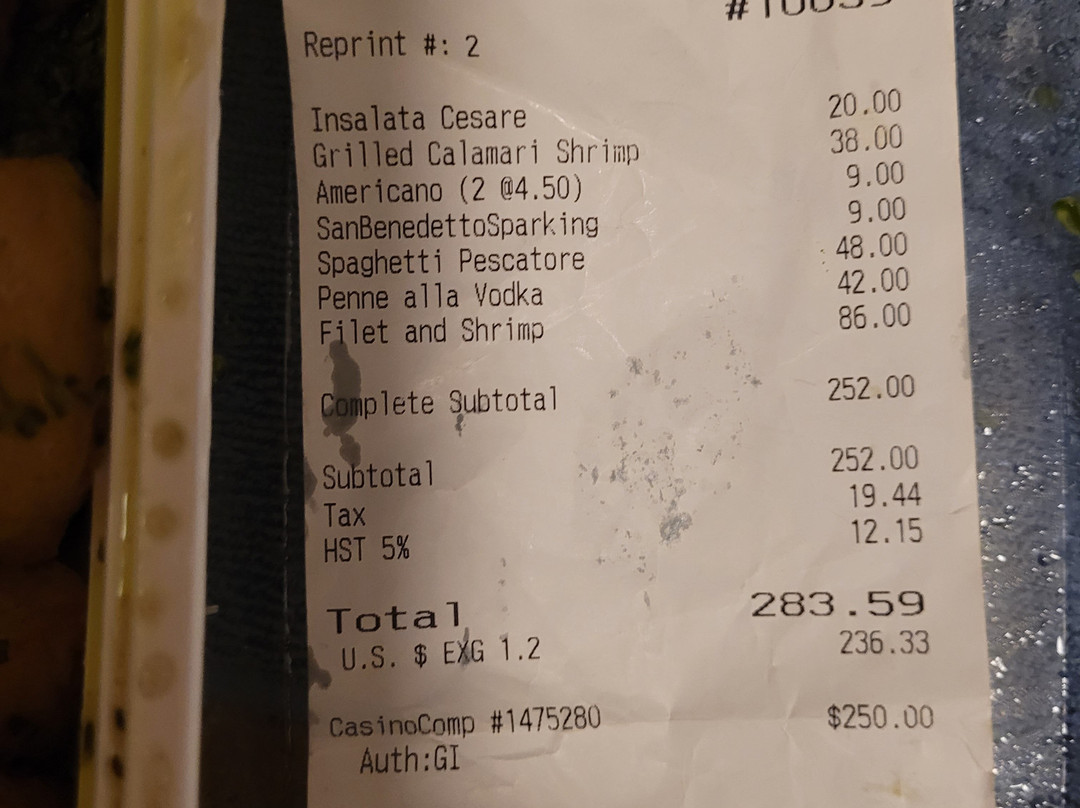 Reprint #: 2
Insalata Cesare 20.00
Grilled Calamari Shrimp 38.00
Americano (2 @4.50) 9.00
SanBenedettoSparking 9.00
Spaghetti Pescatore 48.00
Penne alla Vodka 42.00
Filet and Shrimp 86.00
Complete Subtotal 252.00
Subtotal 252.00
Tax 19.44
HST 5% 12.15
Total 283.59
U.S. $ EXG 1.2 236.33
CasinoComp #1475280 $250.00
Auth:GI